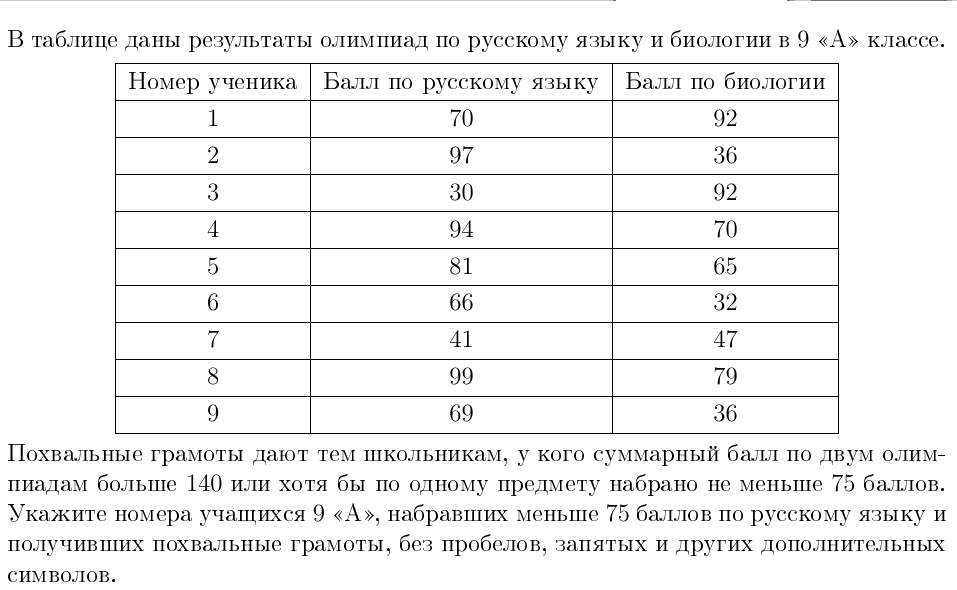 В таблице даны результаты олимпиад по русскому языку и биологии в 9 «А» классе.
Номер ученика Балл по русскому языку Балл по биологии
1 70 92
2 97 36
3 30 92
4 94 70
5 81 65
6 66 32
7 41 47
8 99 79
9 69 36
Похвальные грамоты дают тем школьникам, у кого суммарный балл по двум олим-
пиадам больше 140 или хотя бы по одному предмету набрано не меньше 75 баллов.
Укажите номера учащихся 9 «А», набравших меньше 75 баллов по русскому языку и
получивших похвальные грамоты, без пробелов, запятых и других дополнительных
символов.